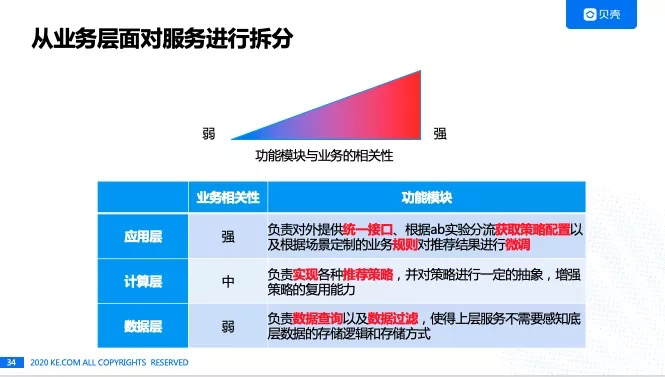 贝壳
从业务层面对服务进行拆分
弱
强
功能模块与业务的相关性
业务相关性
功能模块
应用层
强
负责对外提供统一接口、根据ab实验分流获取策略配置以
及根据场景定制的业务规则对推荐结果进行微调
计算层
中
负责实现各种推荐策略，并对策略进行一定的抽象，增强
策略的复用能力
数据层
弱
负责数据查询以及数据过滤，使得上层服务不需要感知底
层数据的存储逻辑和存储方式
34
2020 KE.COM ALL COPYRIGHTS RESERVED